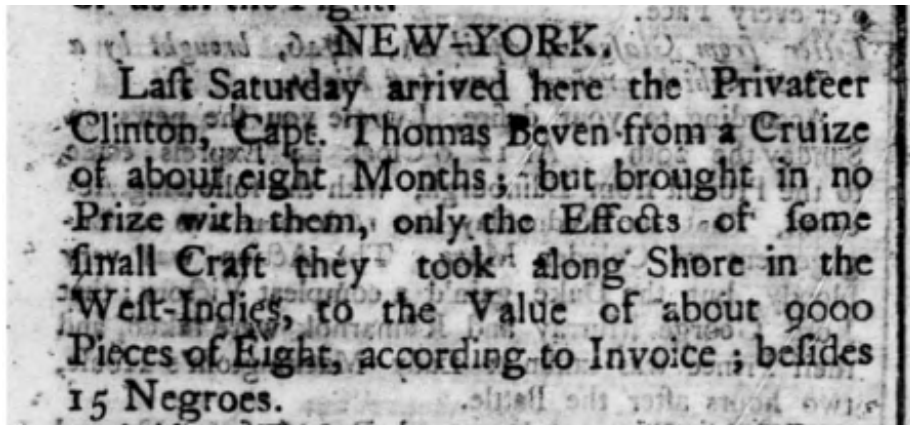 NEW-YORK.
Laſt Saturday arrived here the Privateer
Clinton, Capt. Thomas Beven from a Cruize
of about eight Months; but brought in no
Prize with them, only the Effects of ſome
ſmall Craft they took along Shore in the
Weſt-Indies, to the Value of about 9000
Pieces of Eight, according to Invoice; beſides
15 Negroes.